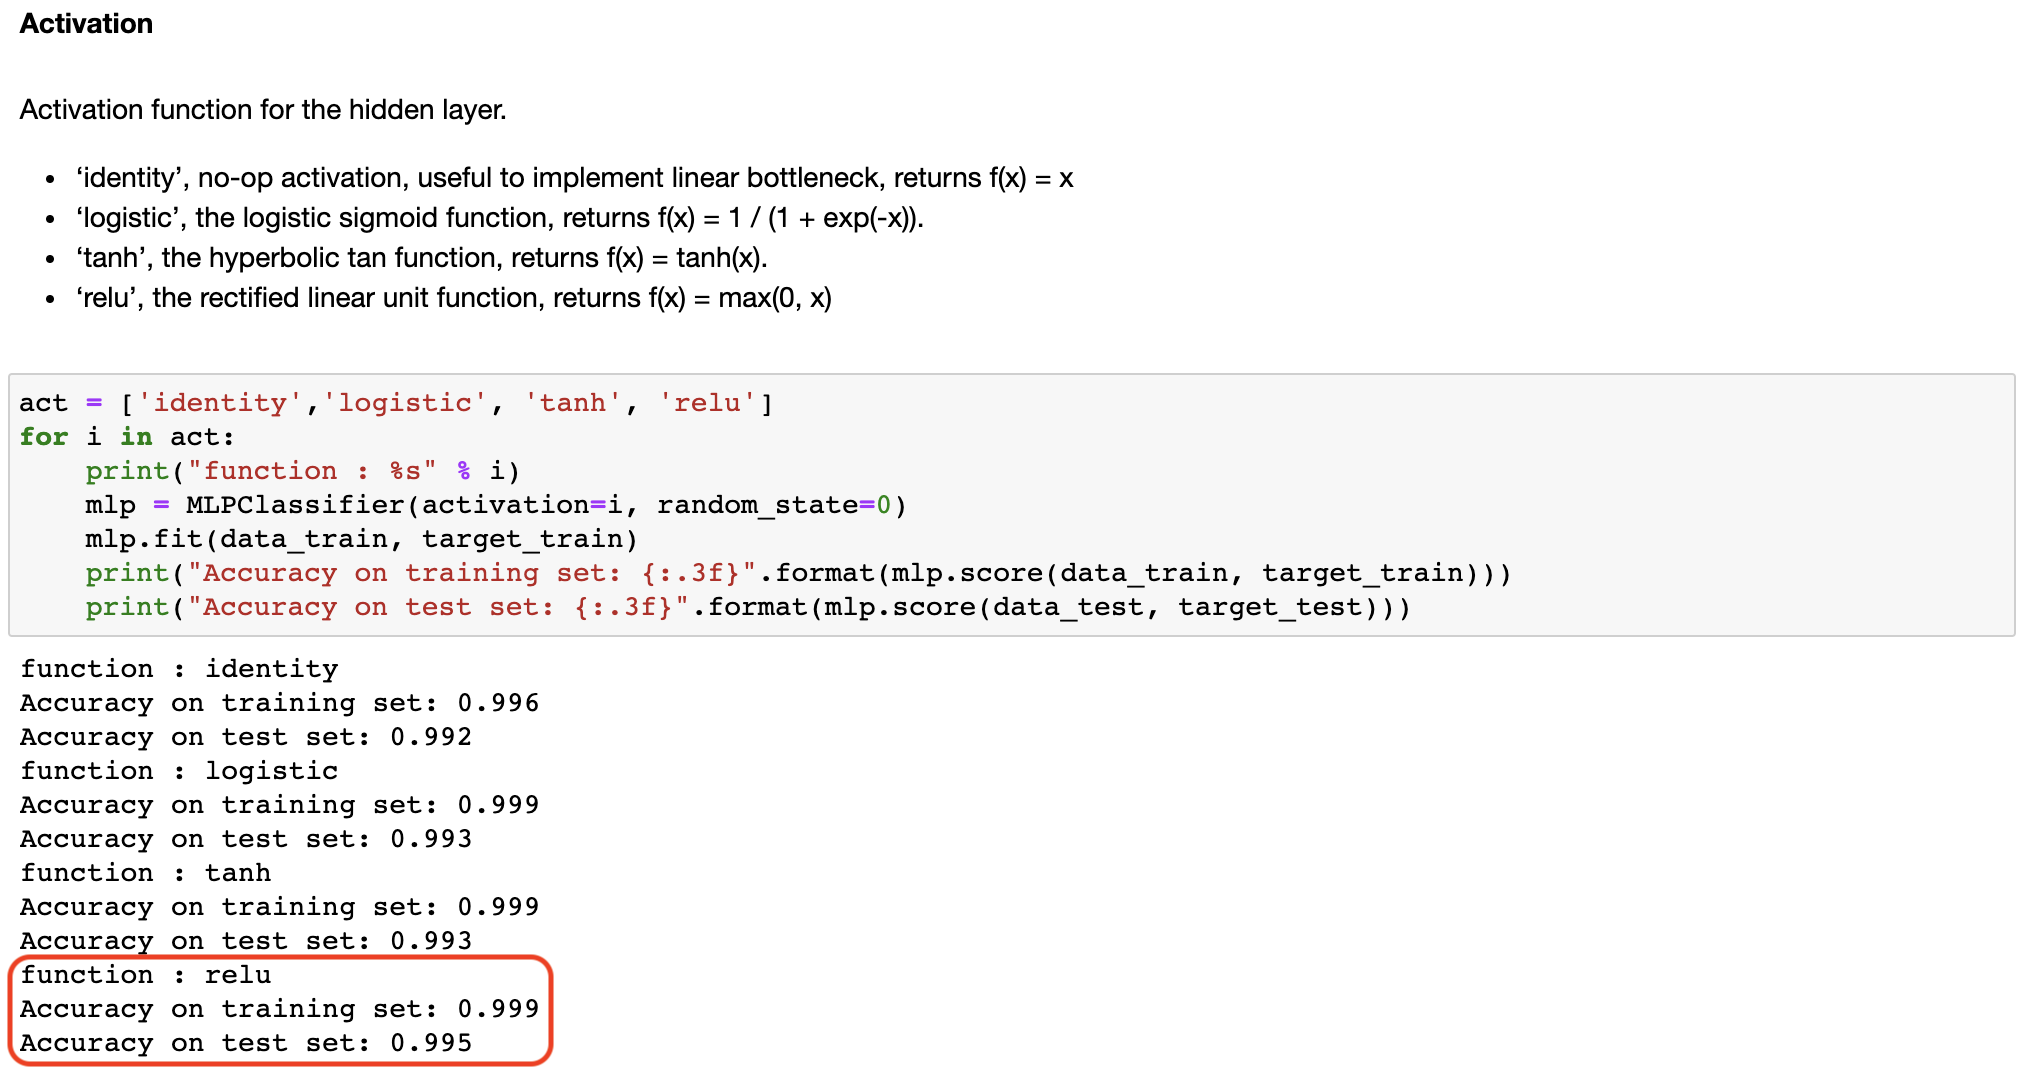 Activation
Activation function for the hidden layer.
• ‘identity’, no-op activation, useful to implement linear bottleneck, returns f(x) = x
• ‘logistic’, the logistic sigmoid function, returns f(x) = 1 / (1 + exp(-x)).
• ‘tanh’, the hyperbolic tan function, returns f(x) = tanh(x).
• ‘relu’, the rectified linear unit function, returns f(x) = max(0, x)
act = ['identity','logistic', 'tanh', 'relu']
for i in act:
    print("function : %s" % i)
    mlp = MLPClassifier(activation=i, random_state=0)
    mlp.fit(data_train, target_train)
    print("Accuracy on training set: {:.3f}".format(mlp.score(data_train, target_train)))
    print("Accuracy on test set: {:.3f}".format(mlp.score(data_test, target_test)))
function : identity
Accuracy on training set: 0.996
Accuracy on test set: 0.992
function : logistic
Accuracy on training set: 0.999
Accuracy on test set: 0.993
function : tanh
Accuracy on training set: 0.999
Accuracy on test set: 0.993
function : relu
Accuracy on training set: 0.999
Accuracy on test set: 0.995